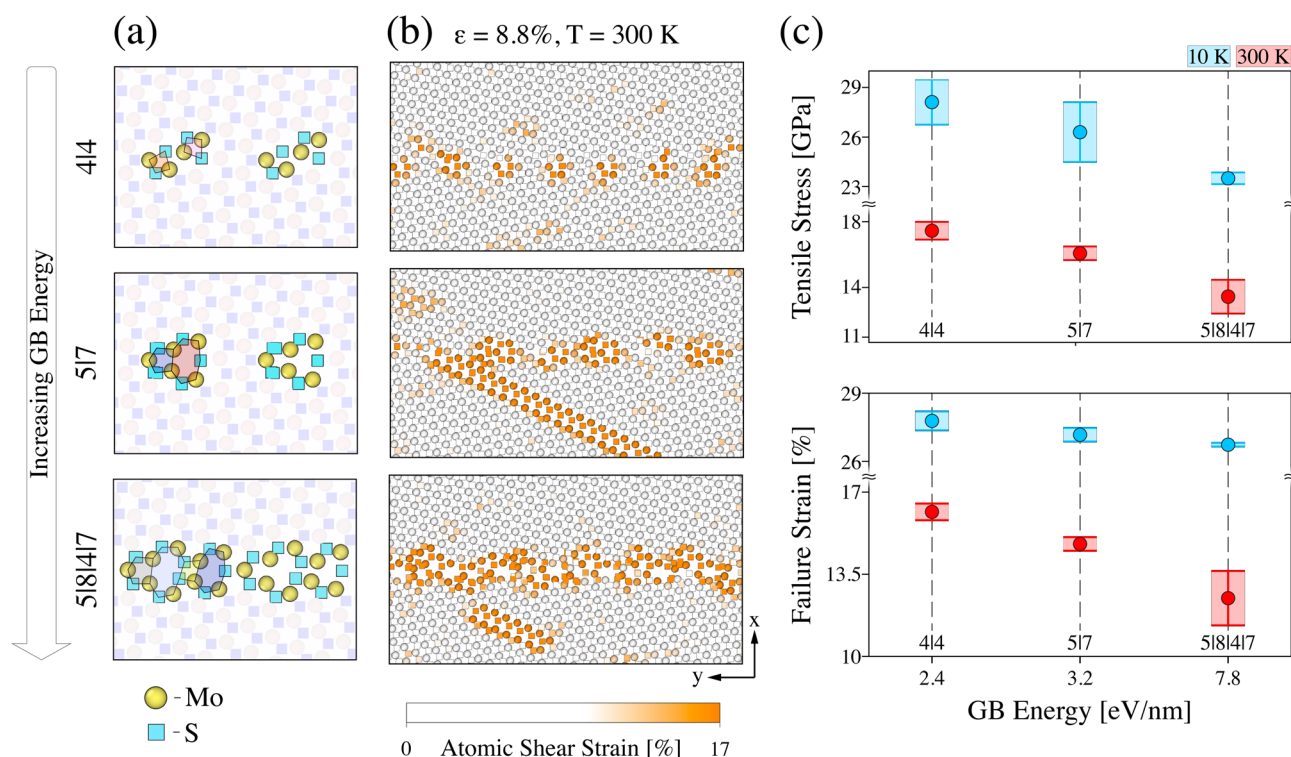 (a)
(b) ε = 8.8%, T = 300 K
(c)
Increasing GB Energy
4|4
5|7
5|8|4|7
- Mo
- S
x
y
0 Atomic Shear Strain [%] 17
10 K 300 K
Tensile Stress [GPa]
29
26
23
18
14
11
4|4 5|7 5|8|4|7
Failure Strain [%]
29
26
17
13.5
10
4|4 5|7 5|8|4|7
2.4 3.2 7.8
GB Energy [eV/nm]